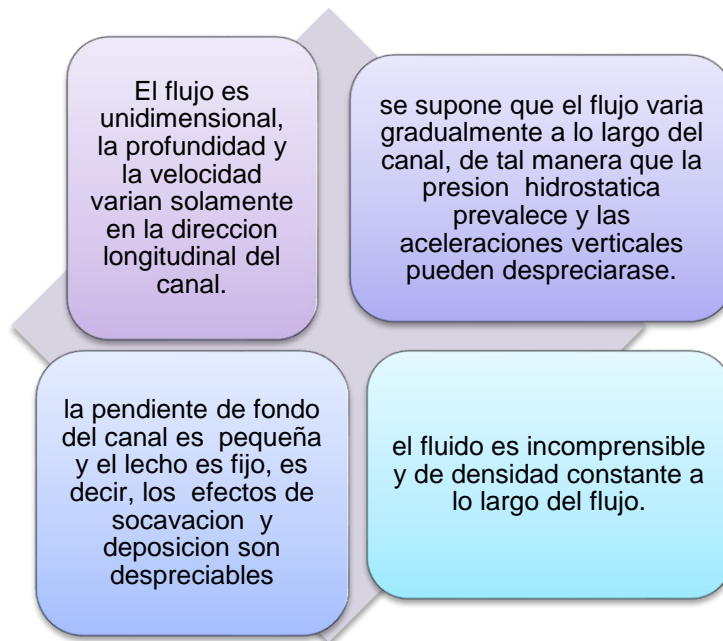 El flujo es
unidimensional,
la profundidad y
la velocidad
varian solamente
en la direccion
longitudinal del
canal.
se supone que el flujo varia
gradualmente a lo largo del
canal, de tal manera que la
presion hidrostatica
prevalece y las
aceleraciones verticales
pueden despreciarase.
la pendiente de fondo
del canal es pequeña
y el lecho es fijo, es
decir, los efectos de
socavacion y
deposicion son
despreciables
el fluido es incomprensible
y de densidad constante a
lo largo del flujo.